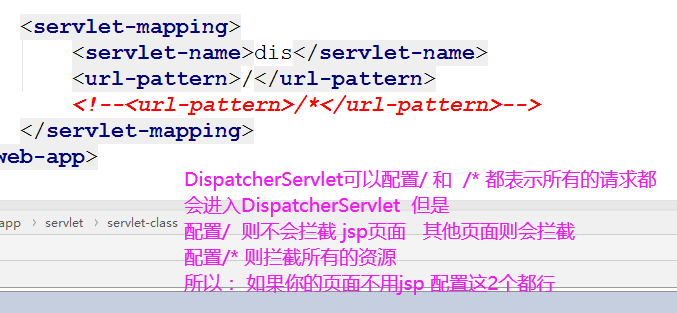 <servlet-mapping>
<servlet-name>dis</servlet-name>
<url-pattern>/</url-pattern>
<!--<url-pattern>/*</url-pattern>-->
</servlet-mapping>
web-app>
DispatcherServlet可以配置/ 和 /* 都表示所有的请求都
会进入DispatcherServlet 但是
app › servlet › servlet-class
配置/ 则不会拦截 jsp页面 其他页面则会拦截
配置/* 则拦截所有的资源
所以： 如果你的页面不用jsp 配置这2个都行